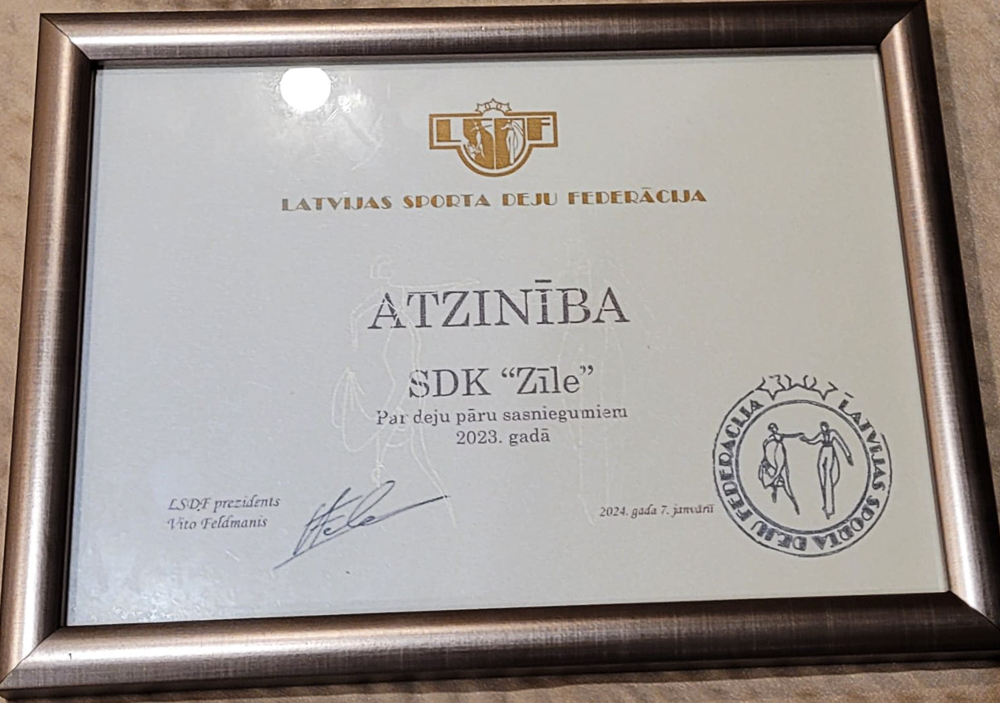 LSDF
LATVIJAS SPORTA DEJU FEDERĀCIJA
ATZINĪBA
SDK “Zīle”
Par deju pāru sasniegumiem
2023. gadā
LSDF prezidents
Vito Feldmanis
2024. gada 7. janvārī
LATVIJAS SPORTA DEJU FEDERĀCIJA